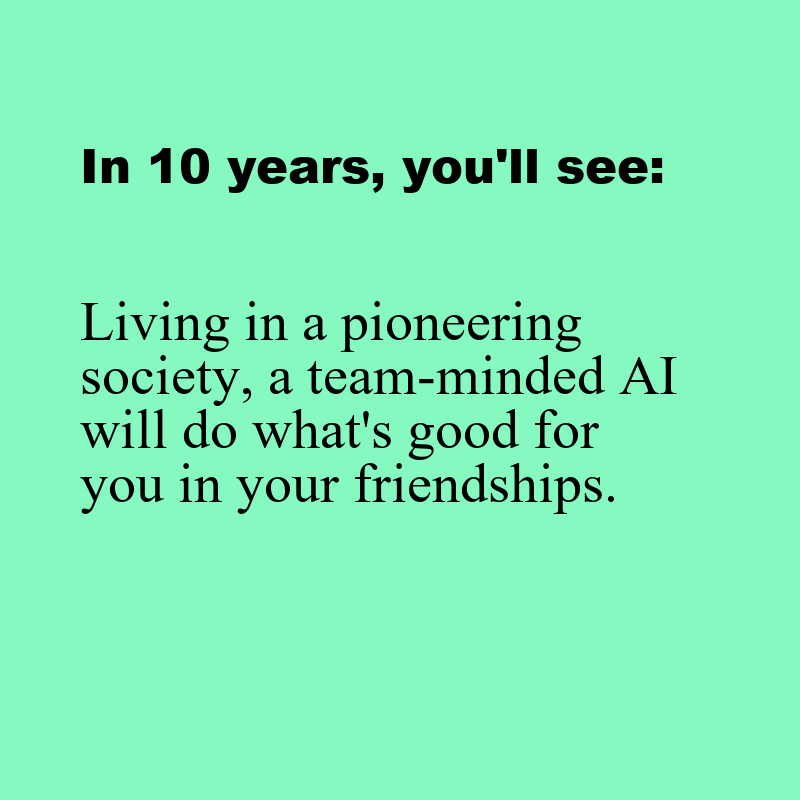 In 10 years, you'll see:
Living in a pioneering
society, a team-minded AI
will do what's good for
you in your friendships.